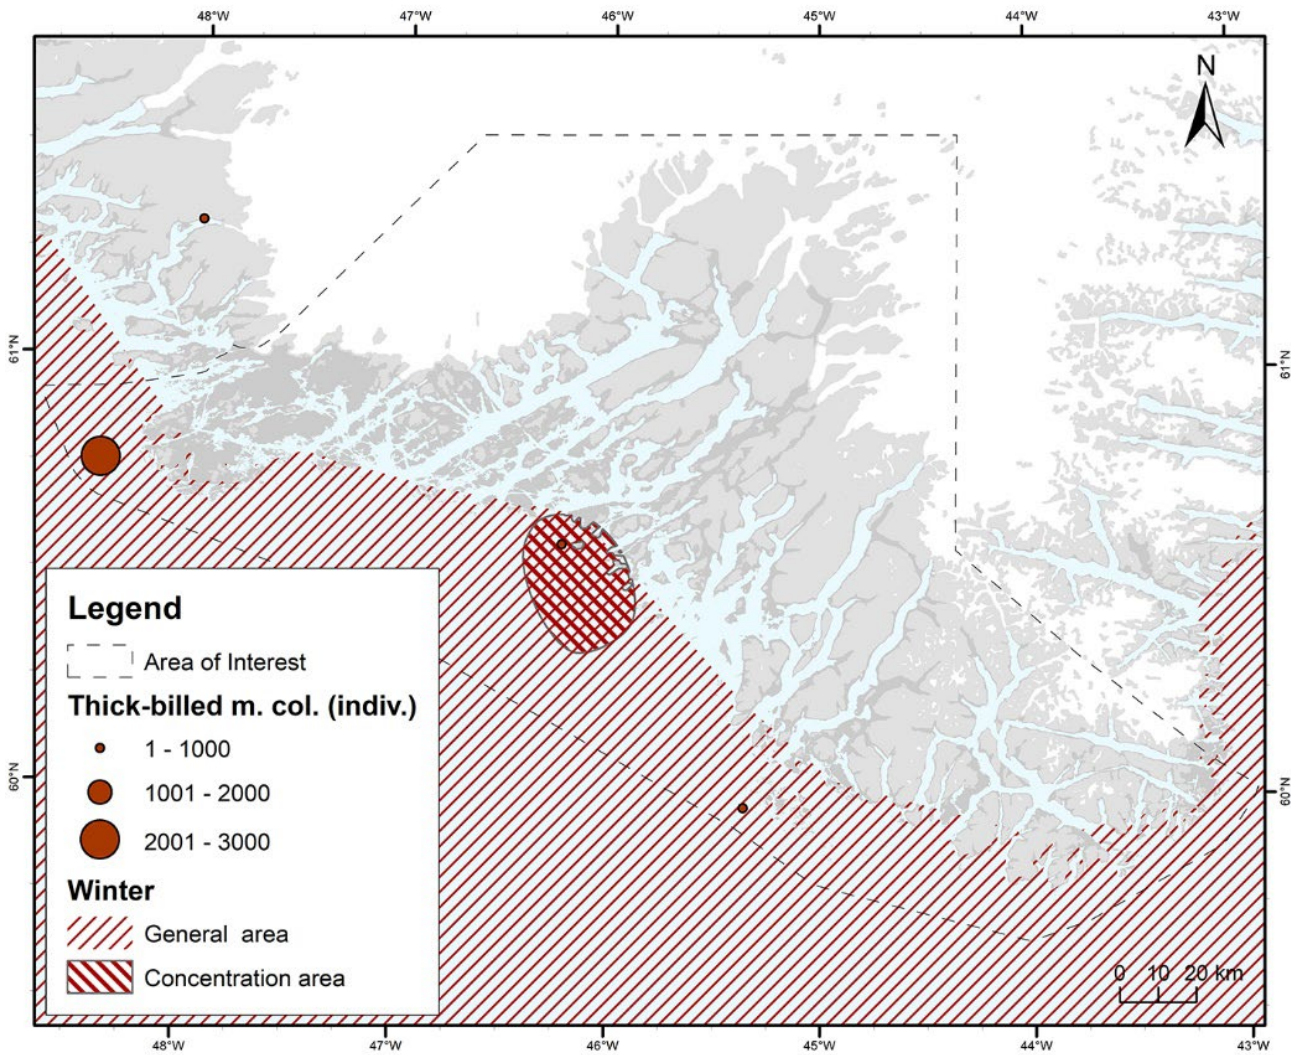 48°W 47°W 46°W 45°W 44°W 43°W
N
61°N 61°N
Legend
Area of Interest
Thick-billed m. col. (indiv.)
1 - 1000
1001 - 2000
2001 - 3000
Winter
General area
Concentration area
60°N 60°N
0 10 20 km
48°W 47°W 46°W 45°W 44°W 43°W